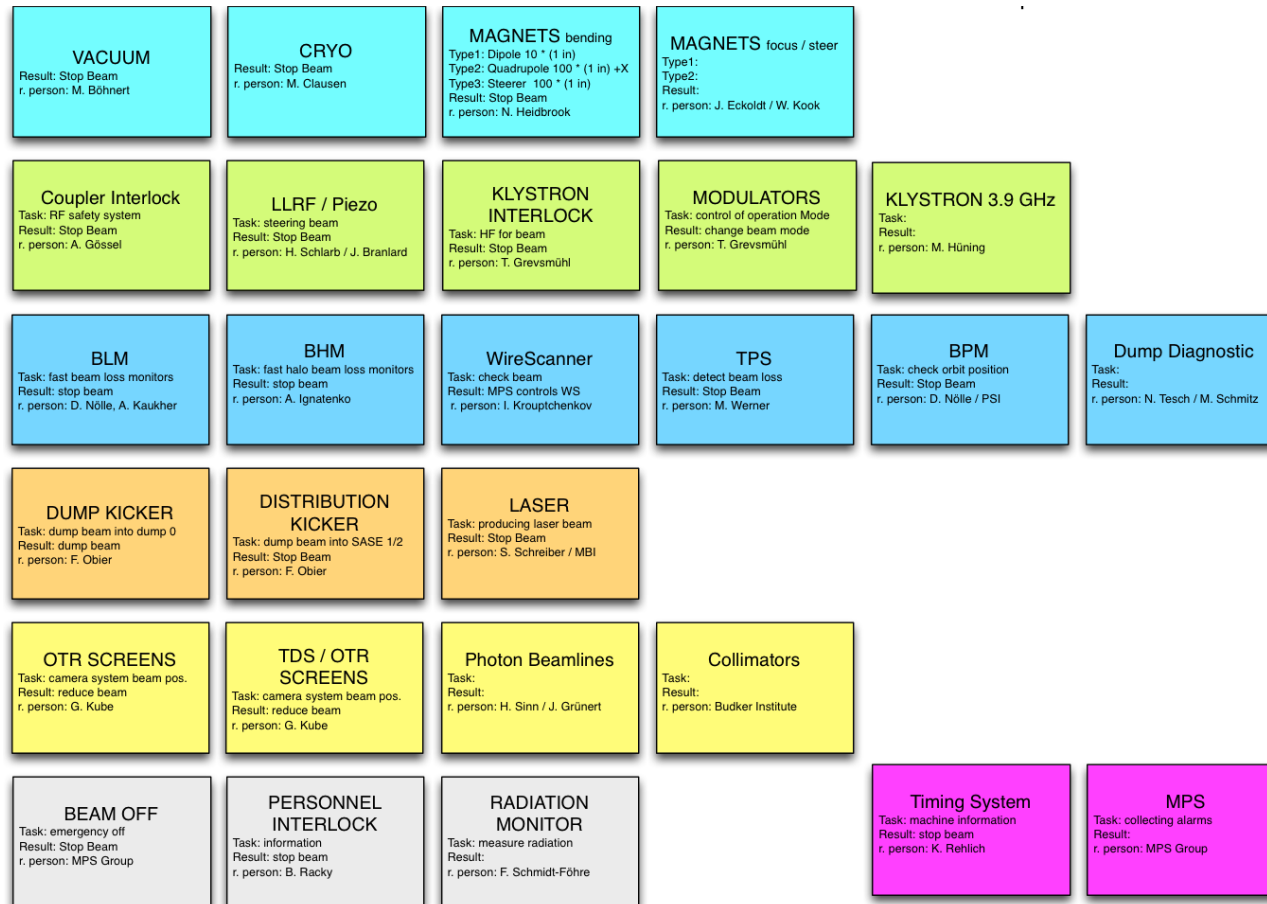 VACUUM
Result: Stop Beam
r. person: M. Böhnert
CRYO
Result: Stop Beam
r. person: M. Clausen
MAGNETS bending
Type1: Dipole 10 * (1 in)
Type2: Quadrupole 100 * (1 in) +X
Type3: Steerer 100 * (1 in)
Result: Stop Beam
r. person: N. Heidbrook
MAGNETS focus / steer
Type1:
Type2:
Result:
r. person: J. Eckoldt / W. Kook
Coupler Interlock
Task: RF safety system
Result: Stop Beam
r. person: A. Gössel
LLRF / Piezo
Task: steering beam
Result: Stop Beam
r. person: H. Schlarb / J. Branlard
KLYSTRON
INTERLOCK
Task: HF for beam
Result: Stop Beam
r. person: T. Grevsmühl
MODULATORS
Task: control of operation Mode
Result: change beam mode
r. person: T. Grevsmühl
KLYSTRON 3.9 GHz
Task:
Result:
r. person: M. Hüning
BLM
Task: fast beam loss monitors
Result: stop beam
r. person: D. Nölle, A. Kaukher
BHM
Task: fast halo beam loss monitors
Result: stop beam
r. person: A. Ignatenko
WireScanner
Task: check beam
Result: MPS controls WS
r. person: I. Krouptchenkov
TPS
Task: detect beam loss
Result: Stop Beam
r. person: M. Werner
BPM
Task: check orbit position
Result: Stop Beam
r. person: D. Nölle / PSI
Dump Diagnostic
Task:
Result:
r. person: N. Tesch / M. Schmitz
DUMP KICKER
Task: dump beam into dump 0
Result: dump beam
r. person: F. Obier
DISTRIBUTION
KICKER
Task: dump beam into SASE 1/2
Result: Stop Beam
r. person: F. Obier
LASER
Task: producing laser beam
Result: Stop Beam
r. person: S. Schreiber / MBI
OTR SCREENS
Task: camera system beam pos.
Result: reduce beam
r. person: G. Kube
TDS / OTR
SCREENS
Task: camera system beam pos.
Result: reduce beam
r. person: G. Kube
Photon Beamlines
Task:
Result:
r. person: H. Sinn / J. Grünert
Collimators
Task:
Result:
r. person: Budker Institute
BEAM OFF
Task: emergency off
Result: Stop Beam
r. person: MPS Group
PERSONNEL
INTERLOCK
Task: information
Result: stop beam
r. person: B. Racky
RADIATION
MONITOR
Task: measure radiation
Result:
r. person: F. Schmidt-Föhre
Timing System
Task: machine information
Result: stop beam
r. person: K. Rehlich
MPS
Task: collecting alarms
Result:
r. person: MPS Group